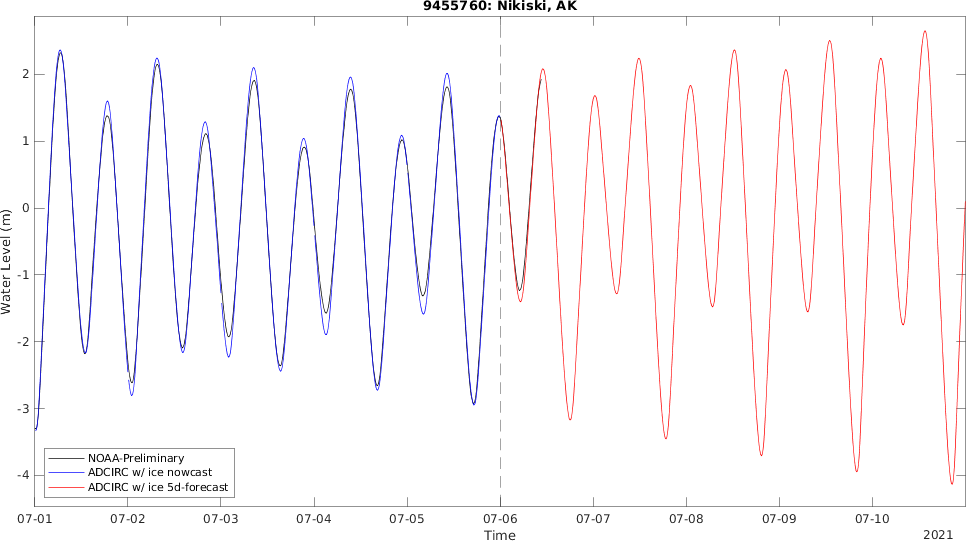 9455760: Nikiski, AK
Water Level (m)
2
1
0
-1
-2
-3
-4
NOAA-Preliminary
ADCIRC w/ ice nowcast
ADCIRC w/ ice 5d-forecast
07-01 07-02 07-03 07-04 07-05 07-06 07-07 07-08 07-09 07-10
Time
2021